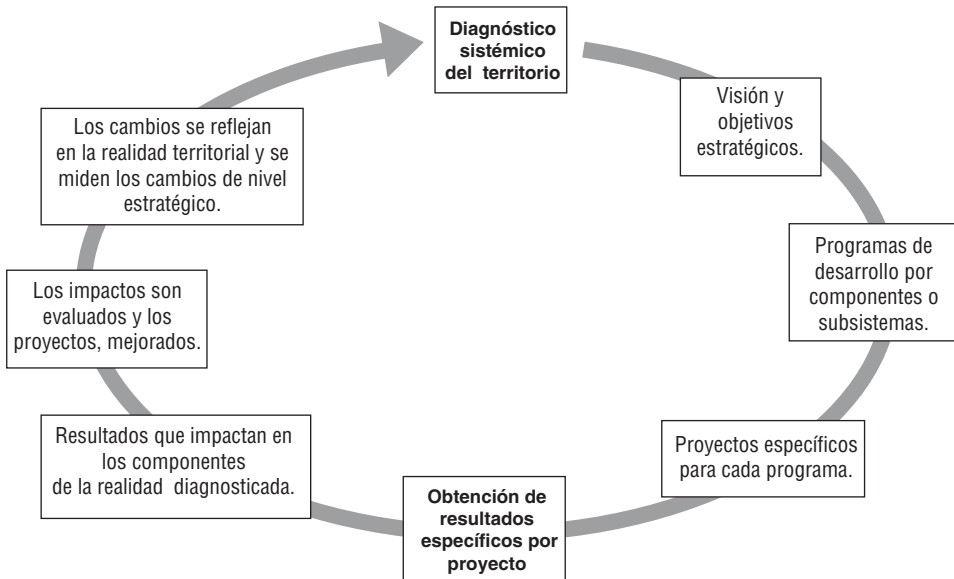 Diagnóstico
sistémico
del territorio
Visión y
objetivos
estratégicos.
Programas de
desarrollo por
componentes o
subsistemas.
Proyectos específicos
para cada programa.
Obtención de
resultados
específicos por
proyecto
Resultados que impactan en
los componentes
de la realidad diagnosticada.
Los impactos son
evaluados y los
proyectos, mejorados.
Los cambios se reflejan
en la realidad territorial y se
miden los cambios de nivel
estratégico.